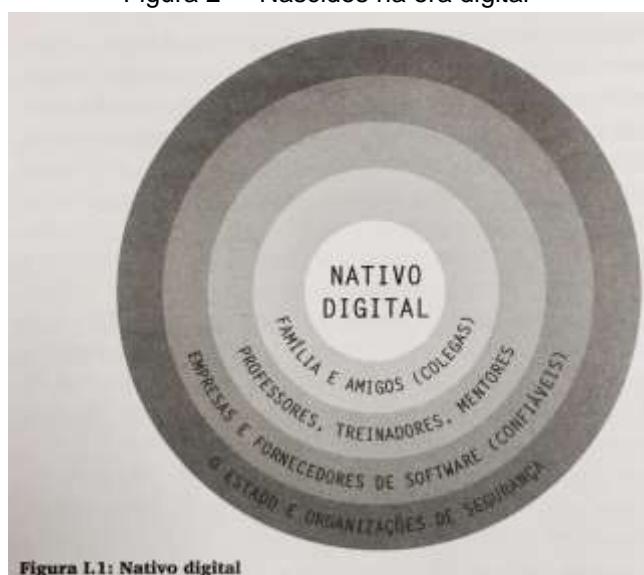 Figura 2 – Nascidos na era digital
NATIVO
DIGITAL
FAMÍLIA E AMIGOS (COLEGAS)
PROFESSORES, TREINADORES, MENTORES
EMPRESAS E FORNECEDORES DE SOFTWARE (CONFIÁVEIS)
O ESTADO E ORGANIZAÇÕES DE SEGURANÇA
Figura I.1: Nativo digital